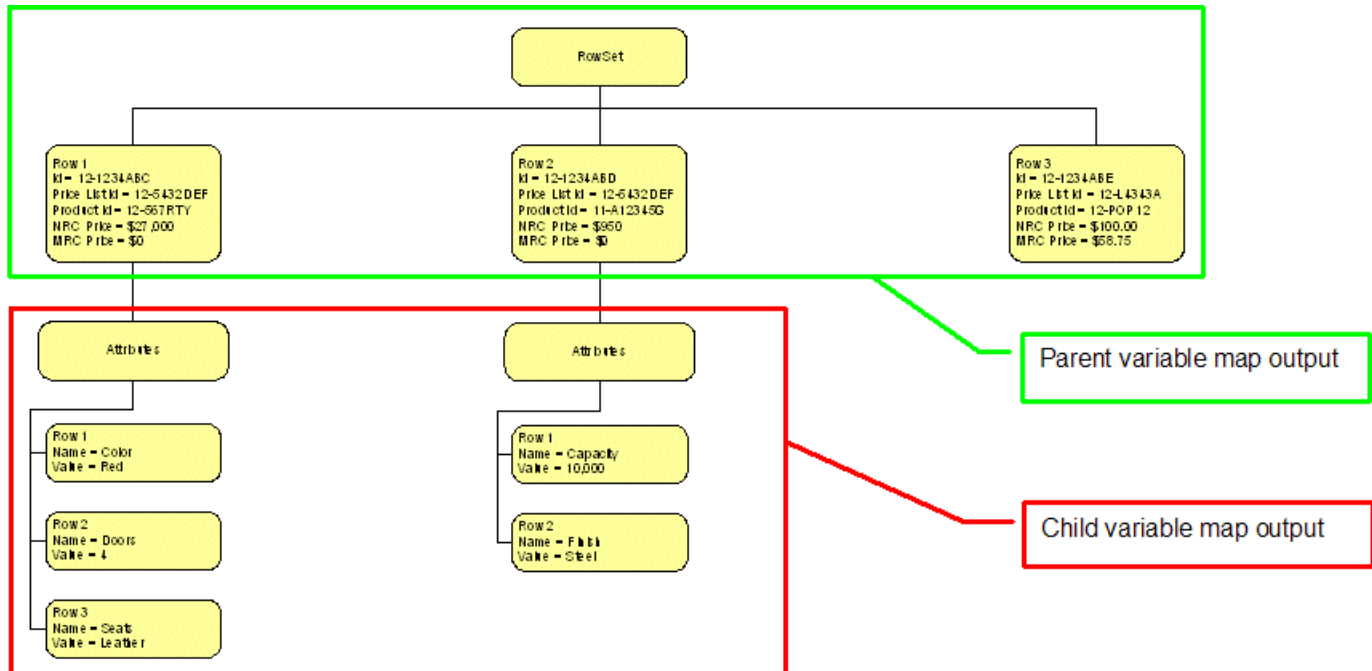 RowSet
Row 1
Id = 12-1234ABC
Price List Id = 12-5432DEF
Product Id = 12-567RTY
NRC Price = $27,000
MRC Price = $0
Row 2
Id = 12-1234ABD
Price List Id = 12-5432DEF
Product Id = 11-A12345G
NRC Price = $950
MRC Price = $0
Row 3
Id = 12-1234ABE
Price List Id = 12-L4343A
Product Id = 12-POP12
NRC Price = $100.00
MRC Price = $58.75
Parent variable map output
Attributes
Attributes
Row 1
Name = Color
Value = Red
Row 2
Name = Doors
Value = 4
Row 3
Name = Seats
Value = Leather
Row 1
Name = Capacity
Value = 10,000
Row 2
Name = Finish
Value = Steel
Child variable map output